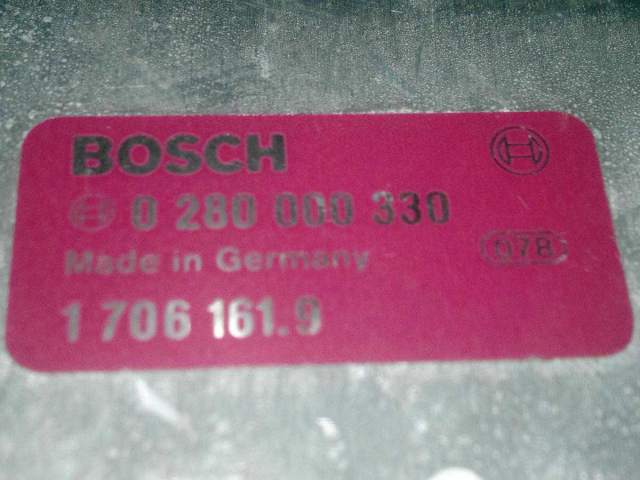 BOSCH
0 280 000 330
Made in Germany
078
1 706 161.9